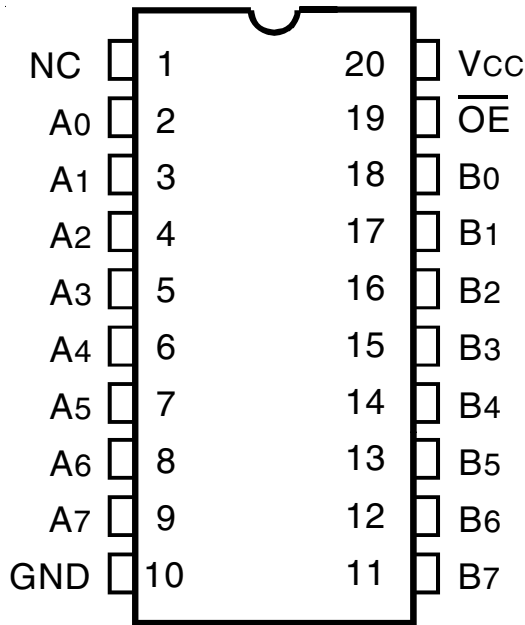 NC 1 20 VCC
A0 2 19 O̅E̅
A1 3 18 B0
A2 4 17 B1
A3 5 16 B2
A4 6 15 B3
A5 7 14 B4
A6 8 13 B5
A7 9 12 B6
GND 10 11 B7